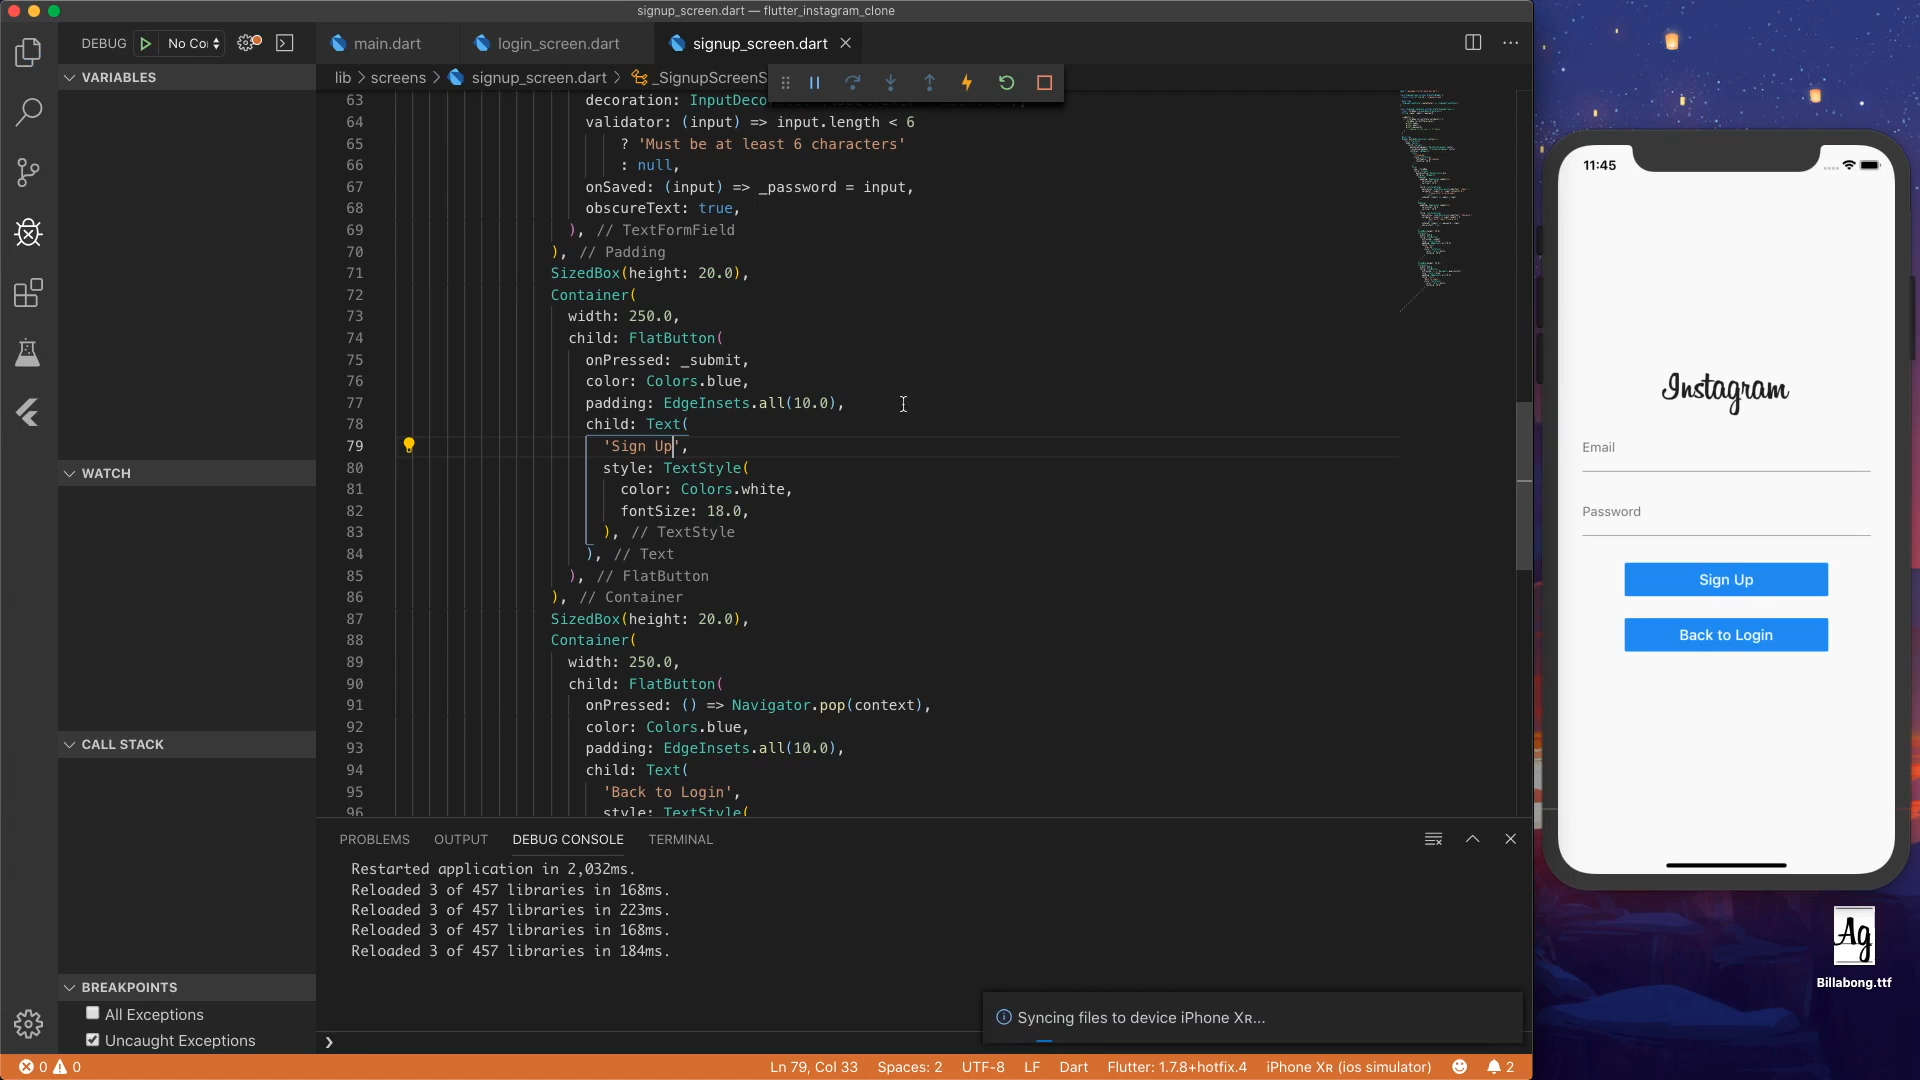 signup_screen.dart — flutter_instagram_clone
DEBUG
main.dart
login_screen.dart
signup_screen.dart
VARIABLES
lib > screens > signup_screen.dart > _SignupScreenS
63 decoration: InputDeco
64 validator: (input) => input.length < 6
65 ? 'Must be at least 6 characters'
66 : null,
67 onSaved: (input) => _password = input,
68 obscureText: true,
69 ), // TextFormField
70 ), // Padding
71 SizedBox(height: 20.0),
72 Container(
73 width: 250.0,
74 child: FlatButton(
75 onPressed: _submit,
76 color: Colors.blue,
77 padding: EdgeInsets.all(10.0),
78 child: Text(
79 'Sign Up',
80 style: TextStyle(
81 color: Colors.white,
82 fontSize: 18.0,
83 ), // TextStyle
84 ), // Text
85 ), // FlatButton
86 ), // Container
87 SizedBox(height: 20.0),
88 Container(
89 width: 250.0,
90 child: FlatButton(
91 onPressed: () => Navigator.pop(context),
92 color: Colors.blue,
93 padding: EdgeInsets.all(10.0),
94 child: Text(
95 'Back to Login',
96 style: TextStyle(
WATCH
CALL STACK
BREAKPOINTS
All Exceptions
Uncaught Exceptions
PROBLEMS OUTPUT DEBUG CONSOLE TERMINAL
Restarted application in 2,032ms.
Reloaded 3 of 457 libraries in 168ms.
Reloaded 3 of 457 libraries in 223ms.
Reloaded 3 of 457 libraries in 168ms.
Reloaded 3 of 457 libraries in 184ms.
Syncing files to device iPhone XR...
0 0
Ln 79, Col 33 Spaces: 2 UTF-8 LF Dart Flutter: 1.7.8+hotfix.4 iPhone XR (ios simulator) 2
11:45
Instagram
Email
Password
Sign Up
Back to Login
Ag
Billabong.ttf